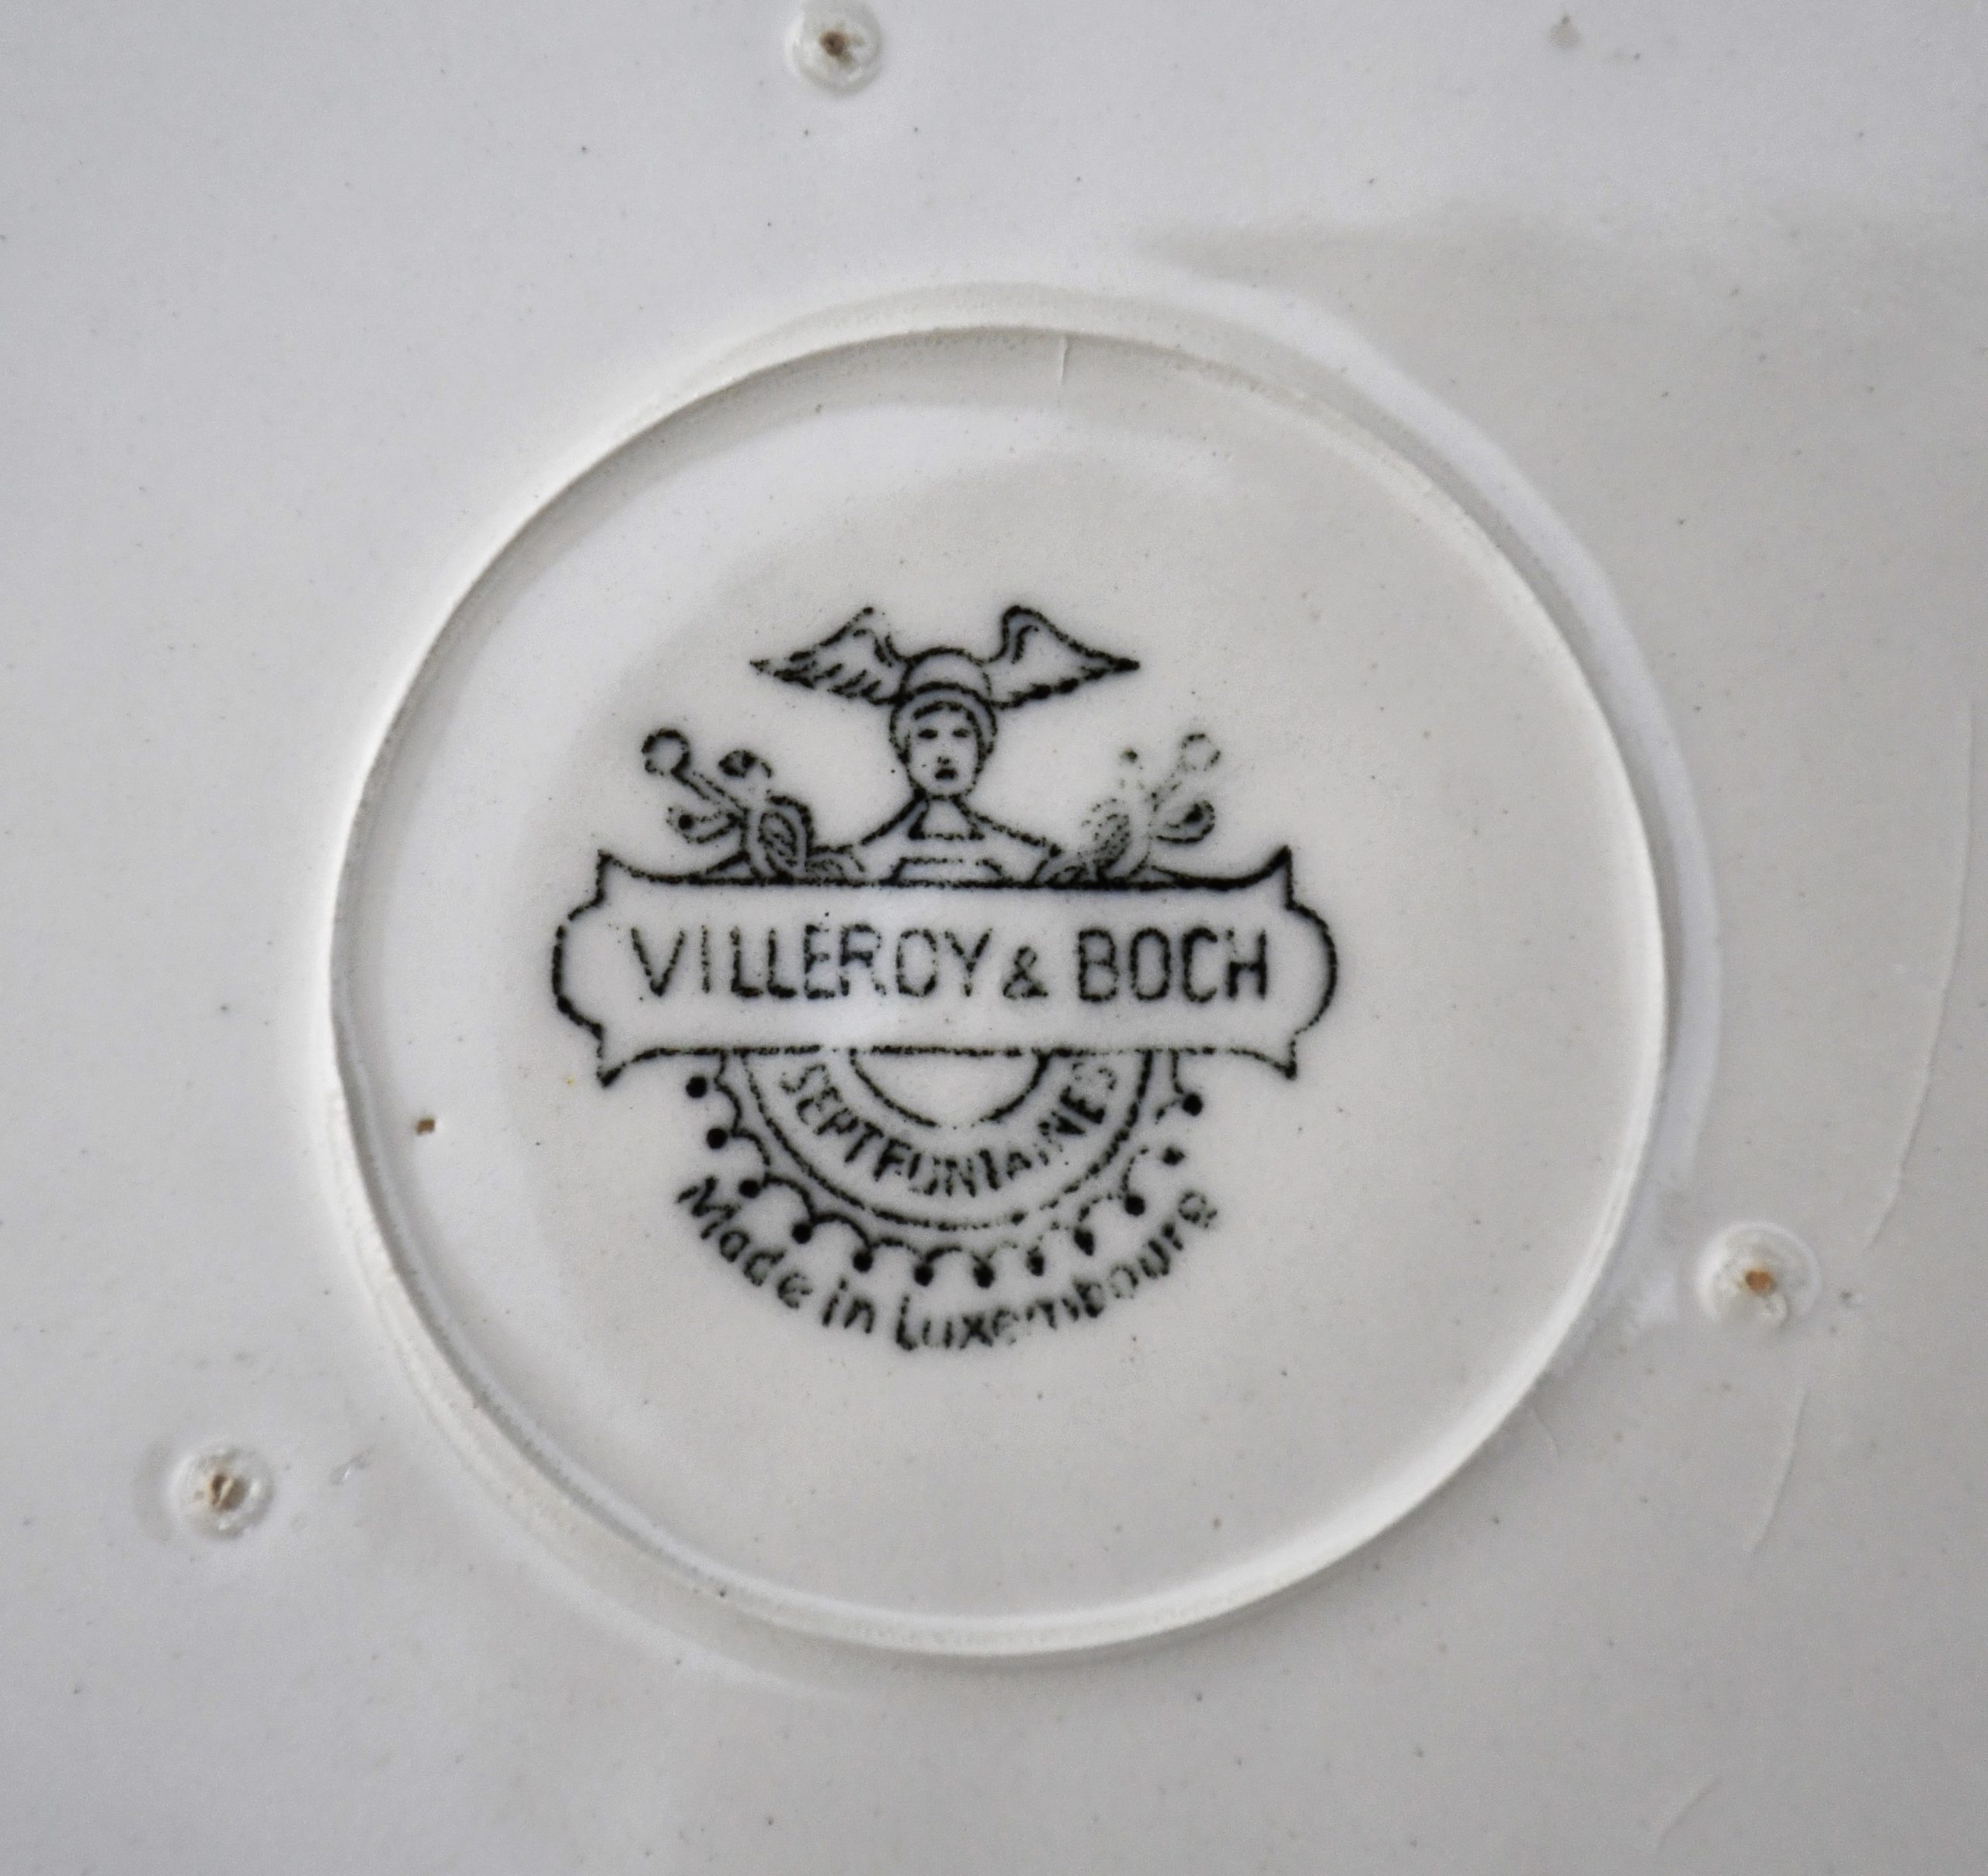 VILLEROY & BOCH
SEPTFONTAINES
Made in Luxembourg